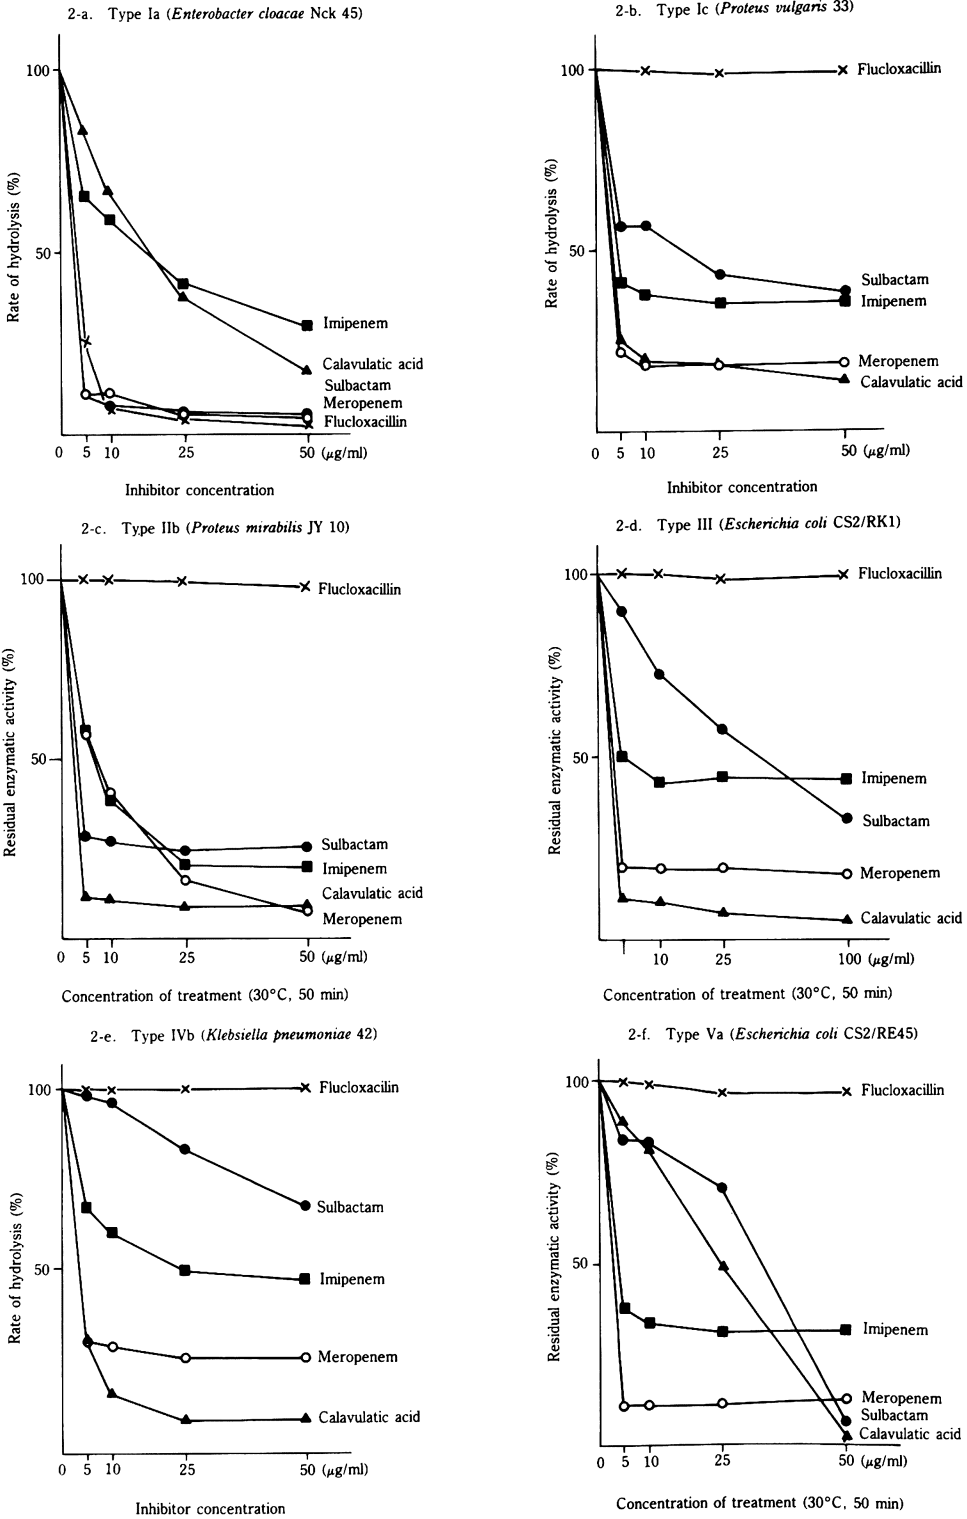 2-a. Type Ia (Enterobacter cloacae Nck 45)
100
50
Rate of hydrolysis (%)
Imipenem
Calavulatic acid
Sulbactam
Meropenem
Flucloxacillin
0 5 10 25 50 (μg/ml)
Inhibitor concentration
2-b. Type Ic (Proteus vulgaris 33)
100
50
Rate of hydrolysis (%)
Flucloxacillin
Sulbactam
Imipenem
Meropenem
Calavulatic acid
0 5 10 25 50 (μg/ml)
Inhibitor concentration
2-c. Type IIb (Proteus mirabilis JY 10)
100
50
Residual enzymatic activity (%)
Flucloxacillin
Sulbactam
Imipenem
Calavulatic acid
Meropenem
0 5 10 25 50 (μg/ml)
Concentration of treatment (30°C, 50 min)
2-d. Type III (Escherichia coli CS2/RK1)
100
50
Residual enzymatic activity (%)
Flucloxacillin
Imipenem
Sulbactam
Meropenem
Calavulatic acid
10 25 100 (μg/ml)
Concentration of treatment (30°C, 50 min)
2-e. Type IVb (Klebsiella pneumoniae 42)
100
50
Rate of hydrolysis (%)
Flucloxacilin
Sulbactam
Imipenem
Meropenem
Calavulatic acid
0 5 10 25 50 (μg/ml)
Inhibitor concentration
2-f. Type Va (Escherichia coli CS2/RE45)
100
50
Residual enzymatic activity (%)
Flucloxacillin
Imipenem
Meropenem
Sulbactam
Calavulatic acid
0 5 10 25 50 (μg/ml)
Concentration of treatment (30°C, 50 min)